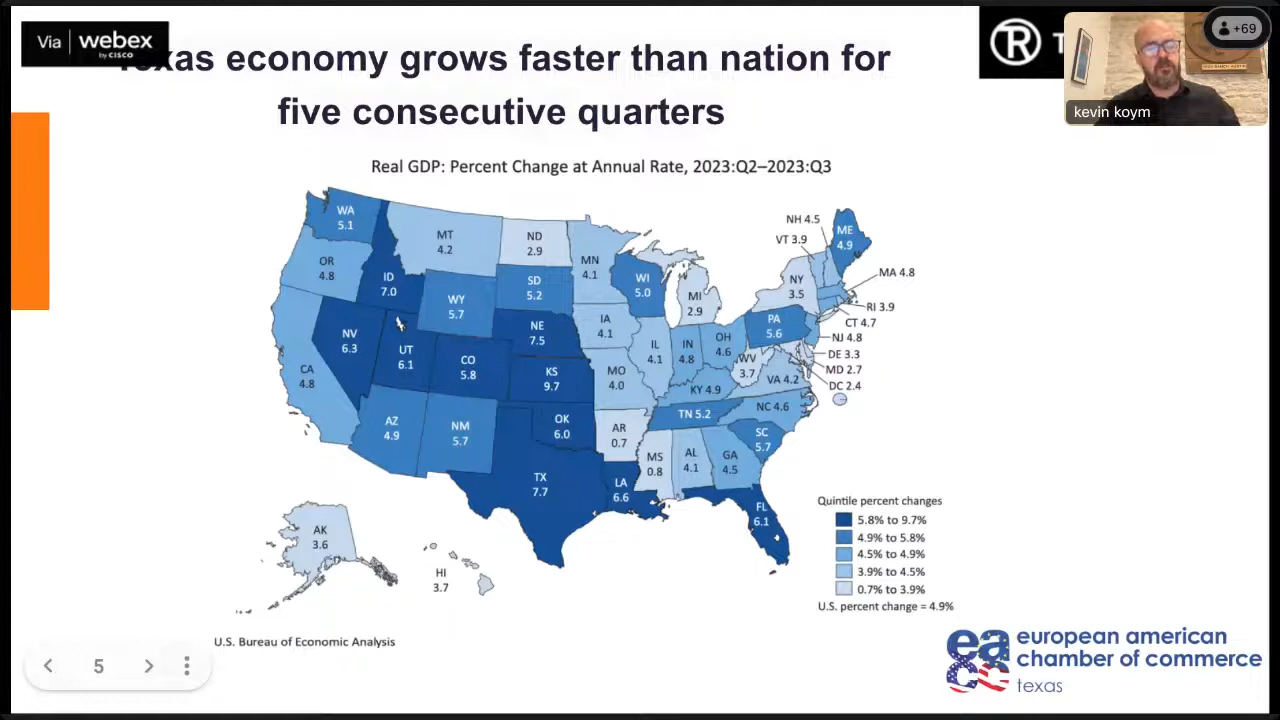 Via webex
by CISCO
Texas economy grows faster than nation for
five consecutive quarters
+69
kevin koym
Real GDP: Percent Change at Annual Rate, 2023:Q2–2023:Q3
WA
5.1
MT
4.2
ND
2.9
MN
4.1
OR
4.8
ID
7.0
SD
5.2
WI
5.0
MI
2.9
NH 4.5
VT 3.9
ME
4.9
MA 4.8
NY
3.5
RI 3.9
CT 4.7
NJ 4.8
DE 3.3
MD 2.7
DC 2.4
WY
5.7
NV
6.3
UT
6.1
CO
5.8
NE
7.5
IA
4.1
IL
4.1
IN
4.8
OH
4.6
PA
5.6
WV
3.7
VA 4.2
CA
4.8
KS
9.7
MO
4.0
KY 4.9
NC 4.6
TN 5.2
AZ
4.9
NM
5.7
OK
6.0
AR
0.7
SC
5.7
MS
0.8
AL
4.1
GA
4.5
TX
7.7
LA
6.6
FL
6.1
AK
3.6
HI
3.7
Quintile percent changes
5.8% to 9.7%
4.9% to 5.8%
4.5% to 4.9%
3.9% to 4.5%
0.7% to 3.9%
U.S. percent change = 4.9%
U.S. Bureau of Economic Analysis
5
eacc
european american
chamber of commerce
texas